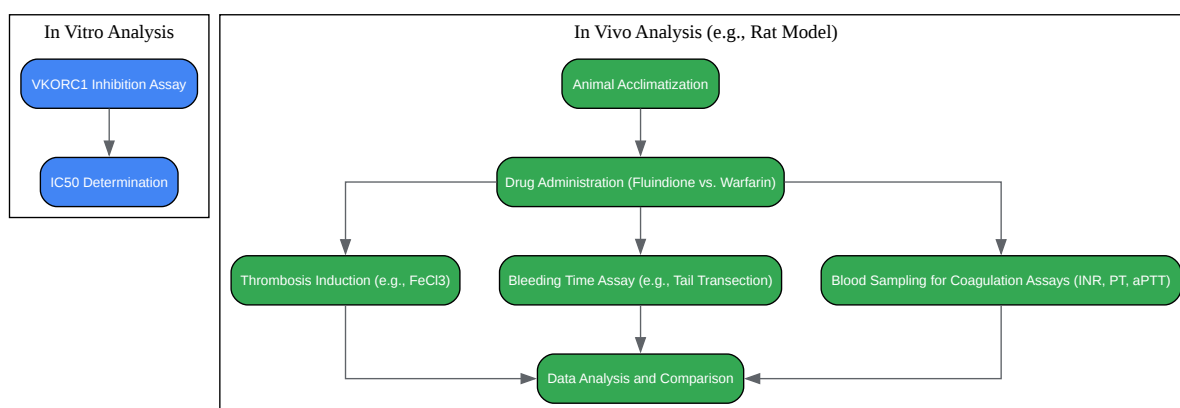 In Vitro Analysis
VKORC1 Inhibition Assay
IC50 Determination
In Vivo Analysis (e.g., Rat Model)
Animal Acclimatization
Drug Administration (Fluindione vs. Warfarin)
Thrombosis Induction (e.g., FeCl3)
Bleeding Time Assay (e.g., Tail Transection)
Blood Sampling for Coagulation Assays (INR, PT, aPTT)
Data Analysis and Comparison